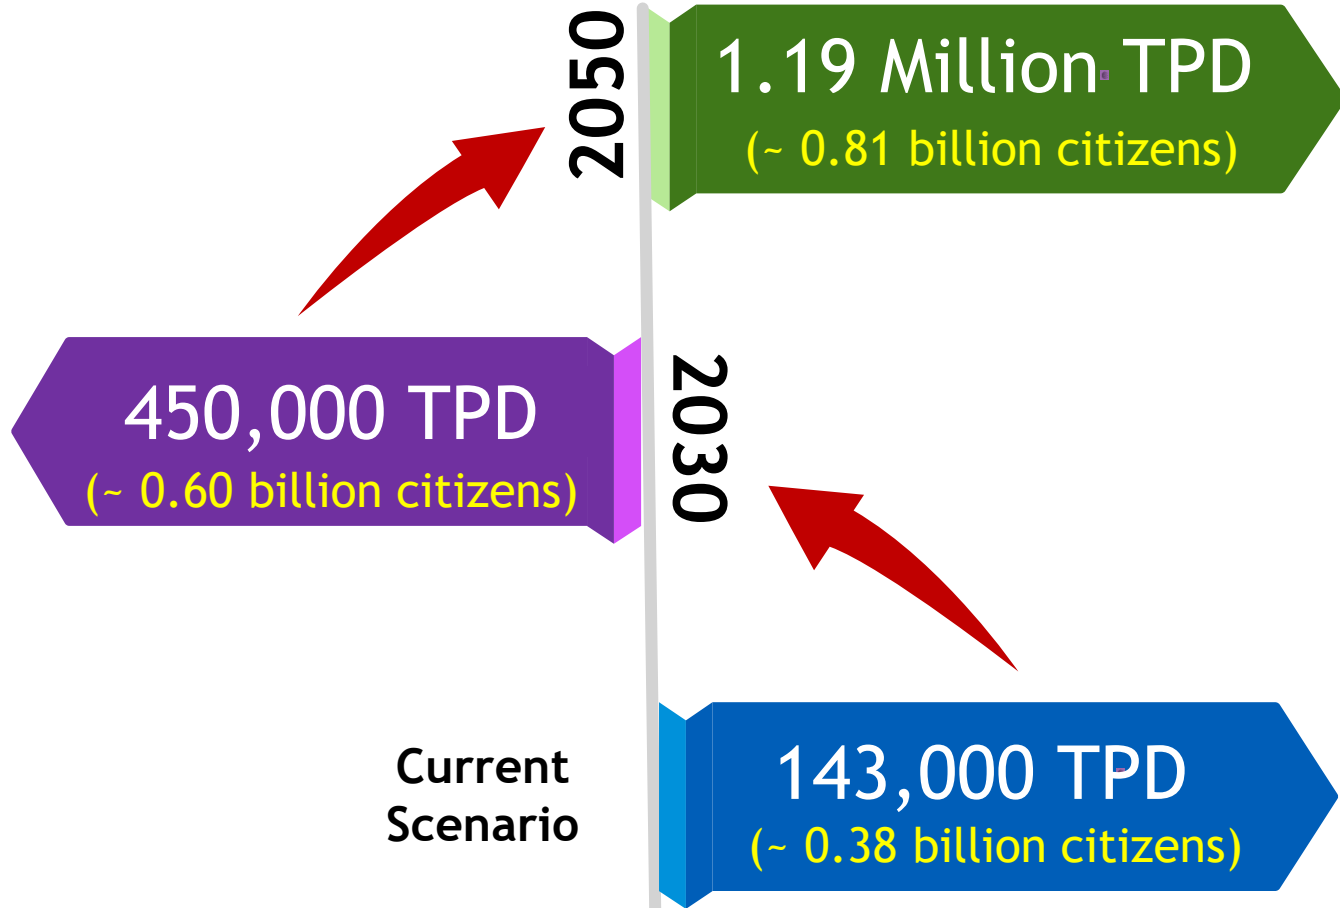 2050
1.19 Million TPD
(~ 0.81 billion citizens)
450,000 TPD
(~ 0.60 billion citizens)
2030
Current
Scenario
143,000 TPD
(~ 0.38 billion citizens)